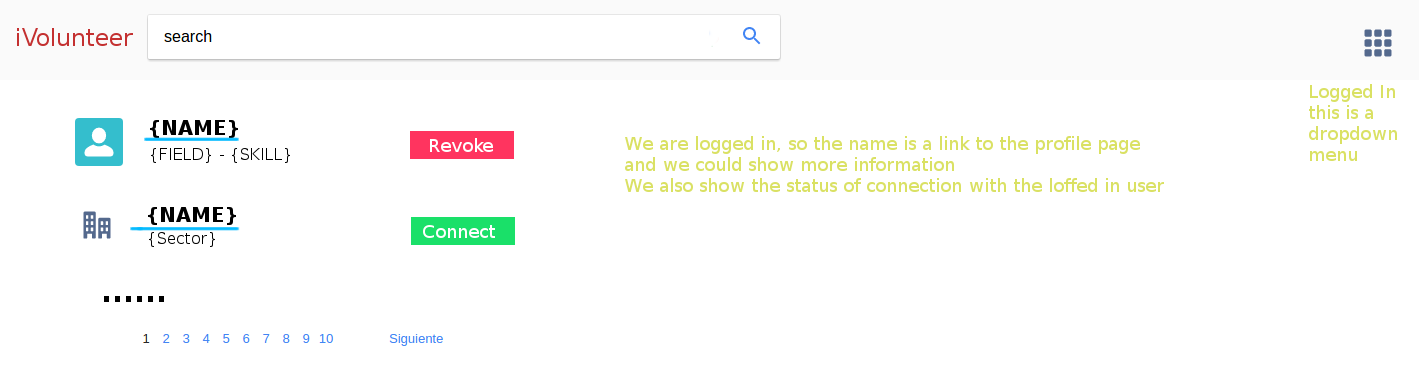 iVolunteer
search
Logged In
this is a
dropdown
menu
{NAME}
{FIELD} - {SKILL}
Revoke
We are logged in, so the name is a link to the profile page
and we could show more information
We also show the status of connection with the loffed in user
{NAME}
{Sector}
Connect
......
1 2 3 4 5 6 7 8 9 10 Siguiente